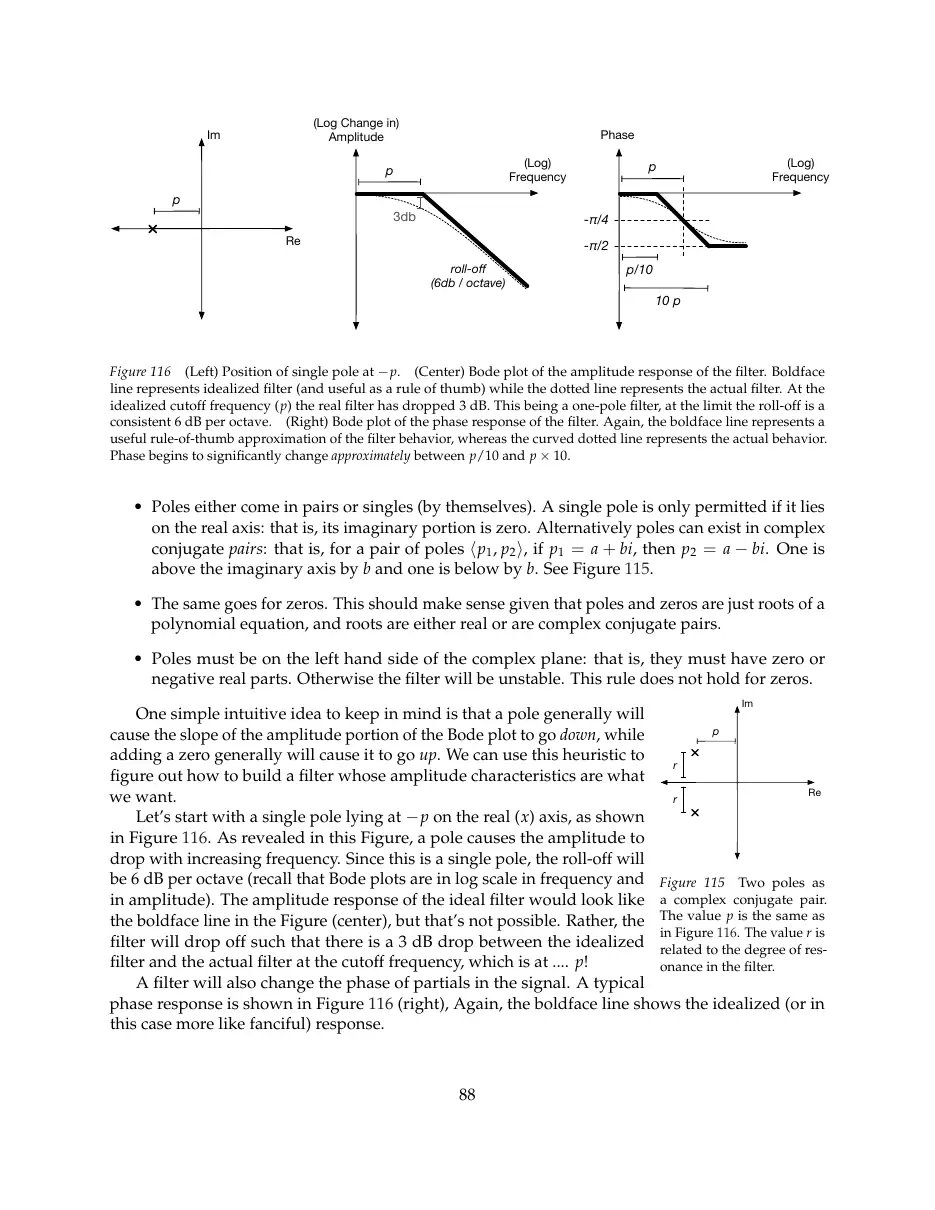 Im
p
Re
(Log Change in)
Amplitude
p
(Log)
Frequency
3db
roll-off
(6db / octave)
Phase
p
(Log)
Frequency
-π/4
-π/2
p/10
10 p
Figure 116 (Left) Position of single pole at −p. (Center) Bode plot of the amplitude response of the filter. Boldface
line represents idealized filter (and useful as a rule of thumb) while the dotted line represents the actual filter. At the
idealized cutoff frequency (p) the real filter has dropped 3 dB. This being a one-pole filter, at the limit the roll-off is a
consistent 6 dB per octave. (Right) Bode plot of the phase response of the filter. Again, the boldface line represents a
useful rule-of-thumb approximation of the filter behavior, whereas the curved dotted line represents the actual behavior.
Phase begins to significantly change approximately between p/10 and p × 10.
• Poles either come in pairs or singles (by themselves). A single pole is only permitted if it lies
on the real axis: that is, its imaginary portion is zero. Alternatively poles can exist in complex
conjugate pairs: that is, for a pair of poles ⟨p₁, p₂⟩, if p₁ = a + bi, then p₂ = a − bi. One is
above the imaginary axis by b and one is below by b. See Figure 115.
• The same goes for zeros. This should make sense given that poles and zeros are just roots of a
polynomial equation, and roots are either real or are complex conjugate pairs.
• Poles must be on the left hand side of the complex plane: that is, they must have zero or
negative real parts. Otherwise the filter will be unstable. This rule does not hold for zeros.
One simple intuitive idea to keep in mind is that a pole generally will
cause the slope of the amplitude portion of the Bode plot to go down, while
adding a zero generally will cause it to go up. We can use this heuristic to
figure out how to build a filter whose amplitude characteristics are what
we want.
Let's start with a single pole lying at −p on the real (x) axis, as shown
in Figure 116. As revealed in this Figure, a pole causes the amplitude to
drop with increasing frequency. Since this is a single pole, the roll-off will
be 6 dB per octave (recall that Bode plots are in log scale in frequency and
in amplitude). The amplitude response of the ideal filter would look like
the boldface line in the Figure (center), but that's not possible. Rather, the
filter will drop off such that there is a 3 dB drop between the idealized
filter and the actual filter at the cutoff frequency, which is at .... p!
A filter will also change the phase of partials in the signal. A typical
phase response is shown in Figure 116 (right), Again, the boldface line shows the idealized (or in
this case more like fanciful) response.
Im
p
r
Re
r
Figure 115 Two poles as
a complex conjugate pair.
The value p is the same as
in Figure 116. The value r is
related to the degree of res-
onance in the filter.
88